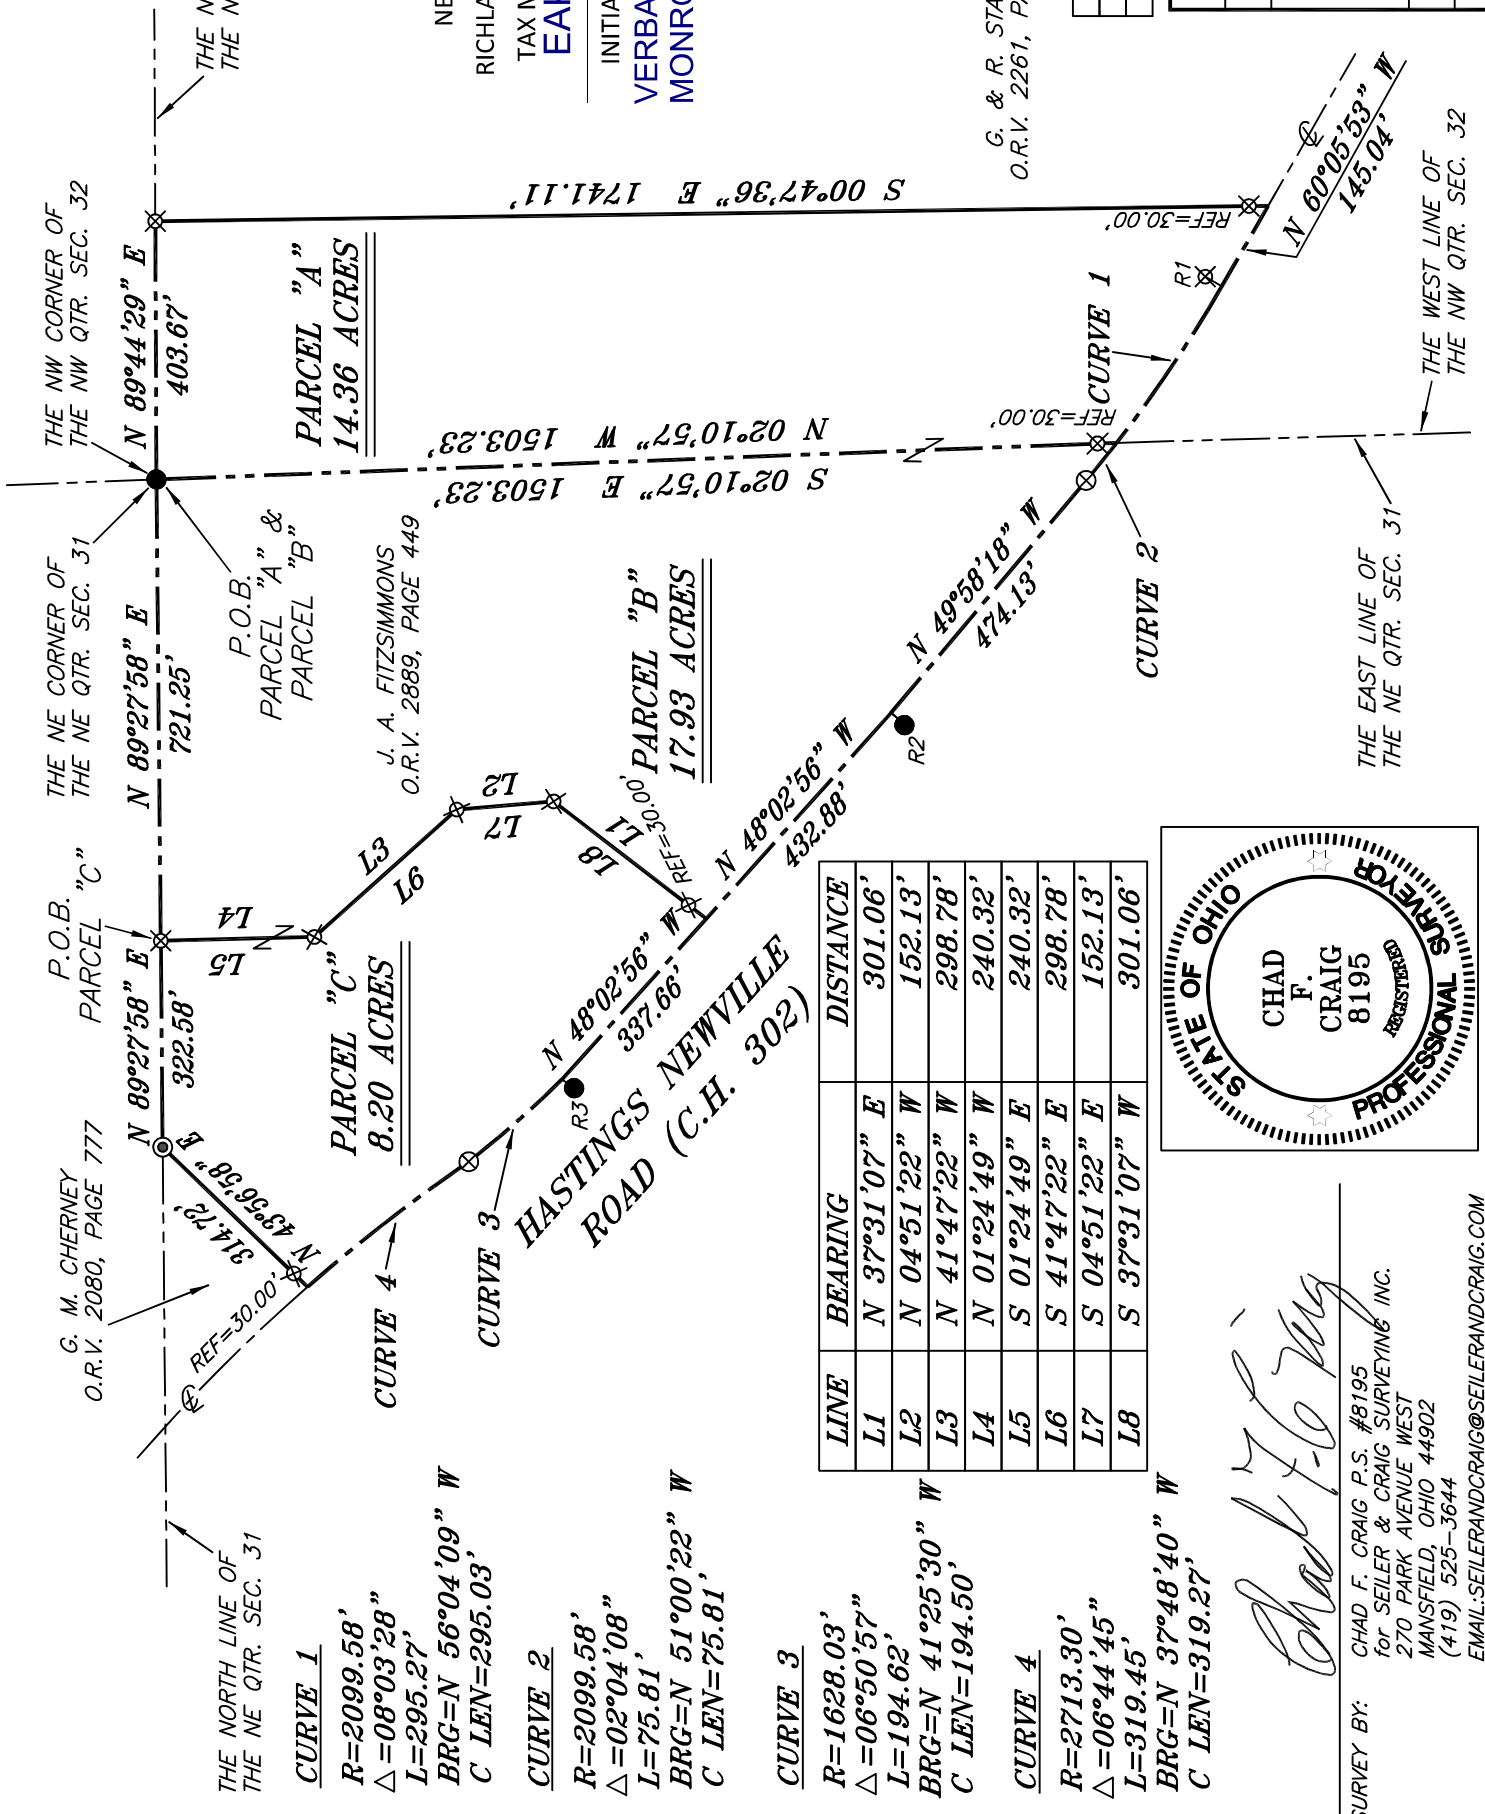 THE NORTH LINE OF
THE NE QTR. SEC. 31
G. M. CHERNEY
O.R.V. 2080, PAGE 777
P.O.B.
PARCEL "C"
THE NE CORNER OF
THE NE QTR. SEC. 31
THE NW CORNER OF
THE NW QTR. SEC. 32
THE N
THE N
NE
RICHLA
TAX M
EAR
INITIA
VERBA
MONRO
N 89°27'58" E
322.58'
N 89°27'58" E
721.25'
N 89°44'29" E
403.67'
P.O.B.
PARCEL "A" &
PARCEL "B"
J. A. FITZSIMMONS
O.R.V. 2889, PAGE 449
PARCEL "A"
14.36 ACRES
PARCEL "B"
17.93 ACRES
PARCEL "C"
8.20 ACRES
N 43°56'58" E
314.72'
REF=30.00'
℄
L4
L5
L3
L6
L2
L7
L1
L8
REF=30.00'
N 02°10'57" W 1503.23'
S 02°10'57" E 1503.23'
REF=30.00'
S 00°47'36" E 1741.11'
REF=30.00'
G. & R. STA
O.R.V. 2261, PA
R1
CURVE 1
℄
N 60°05'53" W
145.04'
THE WEST LINE OF
THE NW QTR. SEC. 32
THE EAST LINE OF
THE NE QTR. SEC. 31
CURVE 2
N 49°58'18" W
474.13'
R2
N 48°02'56" W
432.88'
N 48°02'56" W
337.66'
R3
HASTINGS NEWVILLE
ROAD (C.H. 302)
CURVE 3
CURVE 4
LINE BEARING DISTANCE
L1 N 37°31'07" E 301.06'
L2 N 04°51'22" W 152.13'
L3 N 41°47'22" W 298.78'
L4 N 01°24'49" W 240.32'
L5 S 01°24'49" E 240.32'
L6 S 41°47'22" E 298.78'
L7 S 04°51'22" E 152.13'
L8 S 37°31'07" W 301.06'
CURVE 1
R=2099.58'
△=08°03'28"
L=295.27'
BRG=N 56°04'09" W
C LEN=295.03'
CURVE 2
R=2099.58'
△=02°04'08"
L=75.81'
BRG=N 51°00'22" W
C LEN=75.81'
CURVE 3
R=1628.03'
△=06°50'57"
L=194.62'
BRG=N 41°25'30" W
C LEN=194.50'
CURVE 4
R=2713.30'
△=06°44'45"
L=319.45'
BRG=N 37°48'40" W
C LEN=319.27'
STATE OF OHIO
CHAD
F.
CRAIG
8195
REGISTERED
PROFESSIONAL SURVEYOR
Chad F. Craig
SURVEY BY: CHAD F. CRAIG P.S. #8195
for SEILER & CRAIG SURVEYING INC.
270 PARK AVENUE WEST
MANSFIELD, OHIO 44902
(419) 525-3644
EMAIL:SEILERANDCRAIG@SEILERANDCRAIG.COM